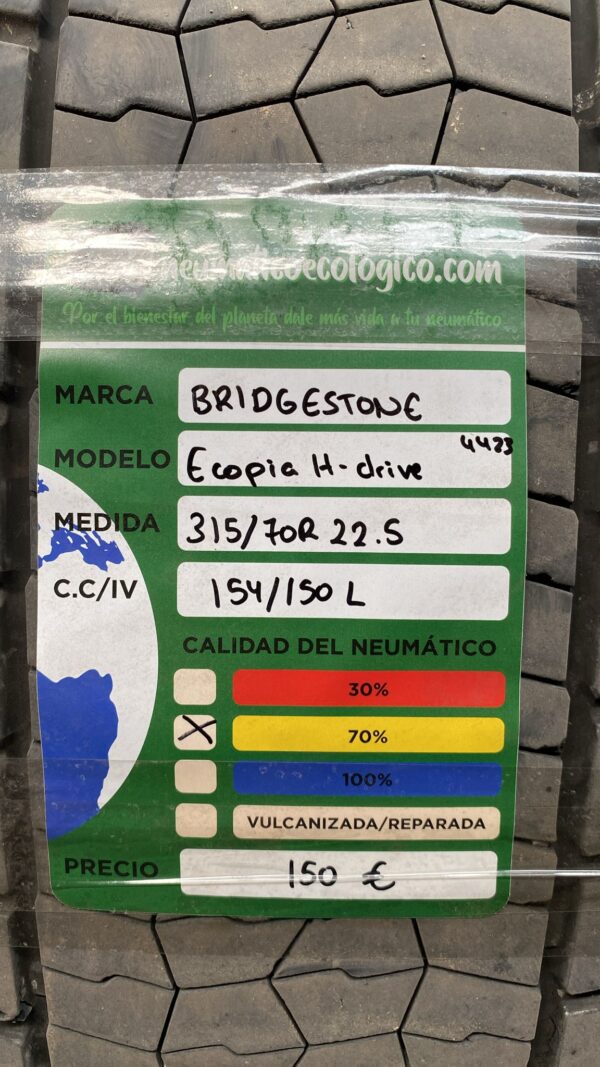 neumaticoecologico.com
Por el bienestar del planeta dale más vida a tu neumático
MARCA BRIDGESTONE
MODELO Ecopia H-drive 4423
MEDIDA 315/70R 22.5
C.C/IV 154/150 L
CALIDAD DEL NEUMÁTICO
30%
X 70%
100%
VULCANIZADA/REPARADA
PRECIO 150 €